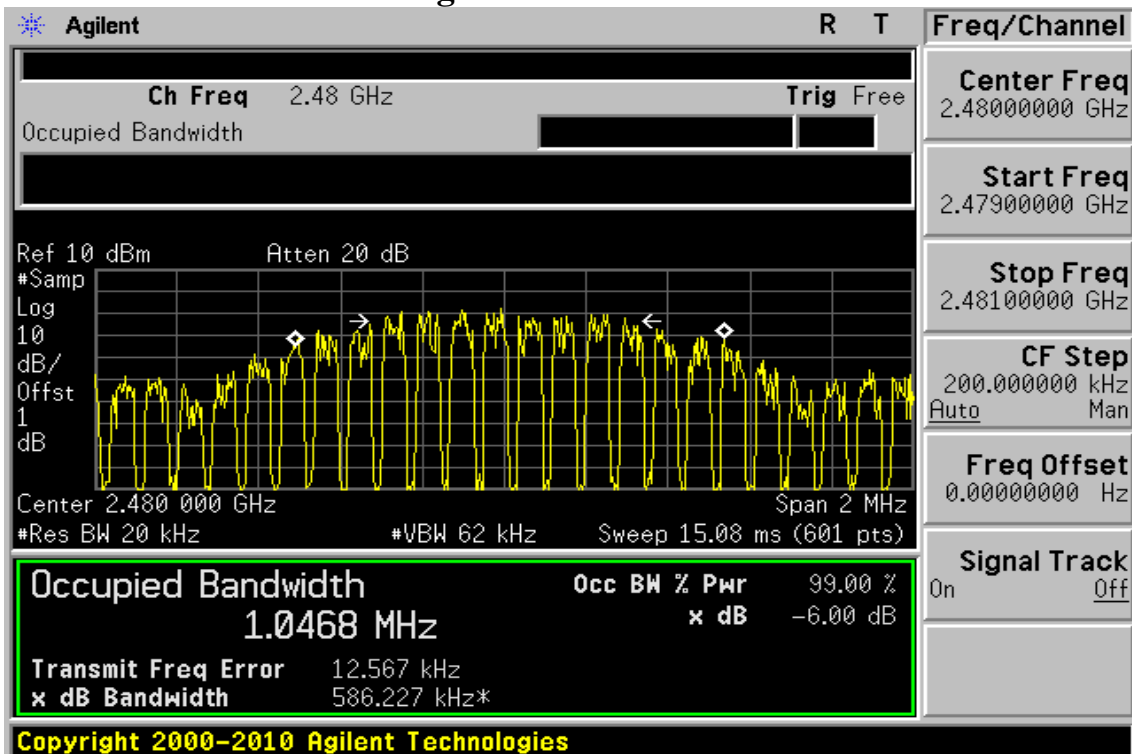 Agilent R T
Ch Freq 2.48 GHz Trig Free
Occupied Bandwidth
Ref 10 dBm Atten 20 dB
#Samp
Log
10
dB/
Offst
1
dB
Center 2.480 000 GHz Span 2 MHz
#Res BW 20 kHz #VBW 62 kHz Sweep 15.08 ms (601 pts)
Occupied Bandwidth
1.0468 MHz
Occ BW % Pwr 99.00 %
x dB -6.00 dB
Transmit Freq Error 12.567 kHz
x dB Bandwidth 586.227 kHz*
Copyright 2000-2010 Agilent Technologies
Freq/Channel
Center Freq
2.48000000 GHz
Start Freq
2.47900000 GHz
Stop Freq
2.48100000 GHz
CF Step
200.000000 kHz
Auto Man
Freq Offset
0.00000000 Hz
Signal Track
On Off